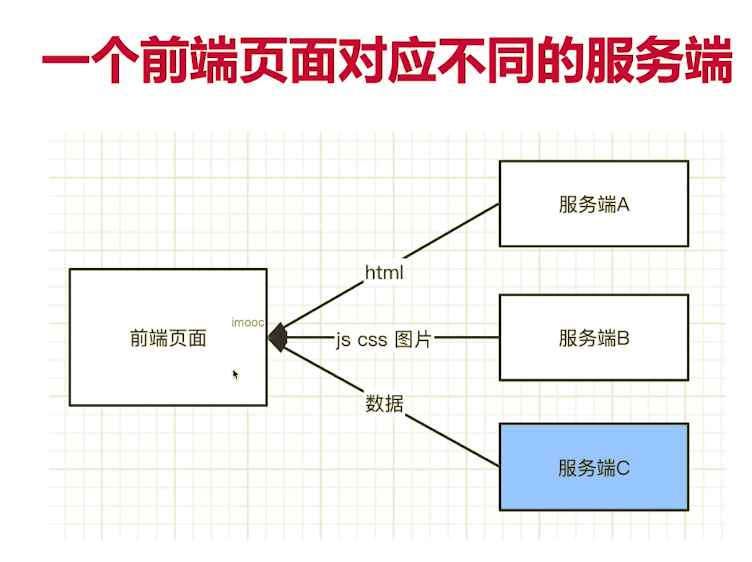 一个前端页面对应不同的服务端
服务端A
html
imooc
前端页面
js css 图片
服务端B
数据
服务端C